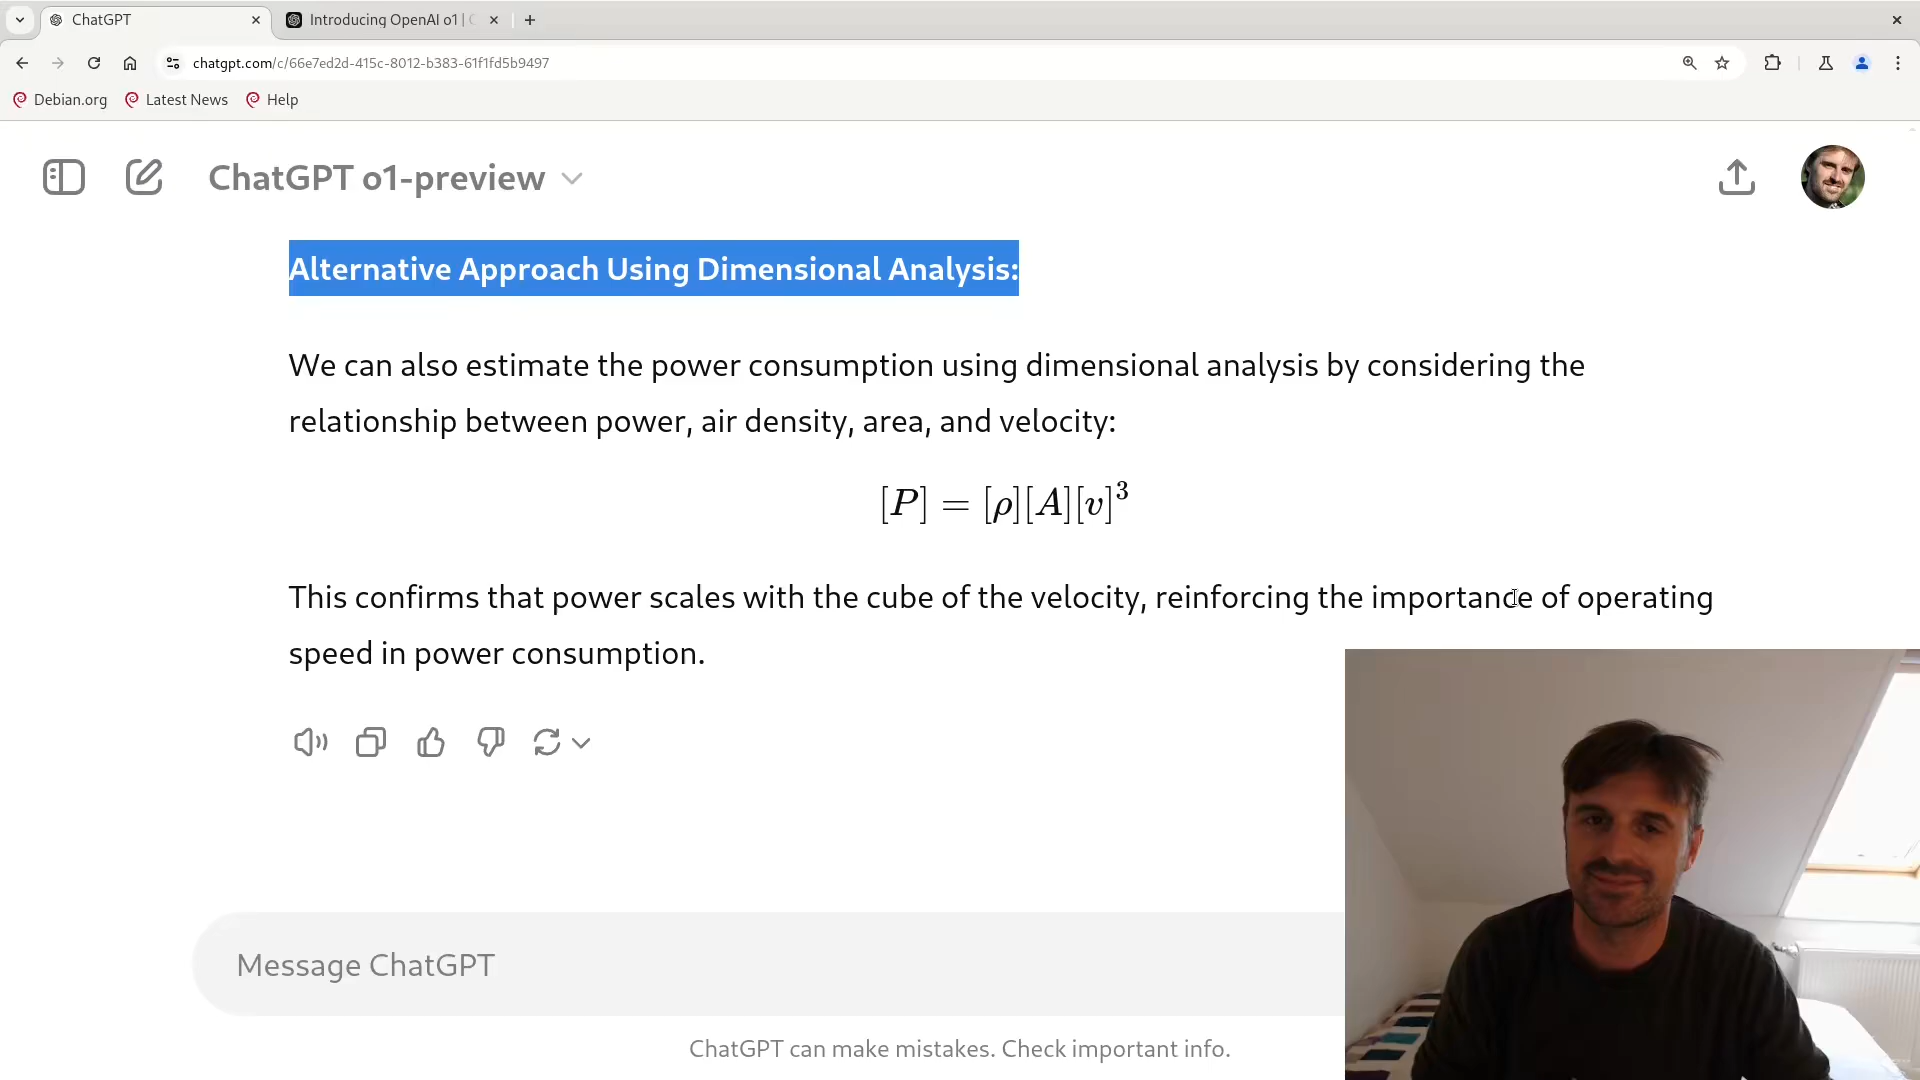 ChatGPT
Introducing OpenAI o1 |
chatgpt.com/c/66e7ed2d-415c-8012-b383-61f1fd5b9497
Debian.org
Latest News
Help
ChatGPT o1-preview
Alternative Approach Using Dimensional Analysis:
We can also estimate the power consumption using dimensional analysis by considering the
relationship between power, air density, area, and velocity:
[P] = [ρ][A][v]³
This confirms that power scales with the cube of the velocity, reinforcing the importance of operating
speed in power consumption.
Message ChatGPT
ChatGPT can make mistakes. Check important info.